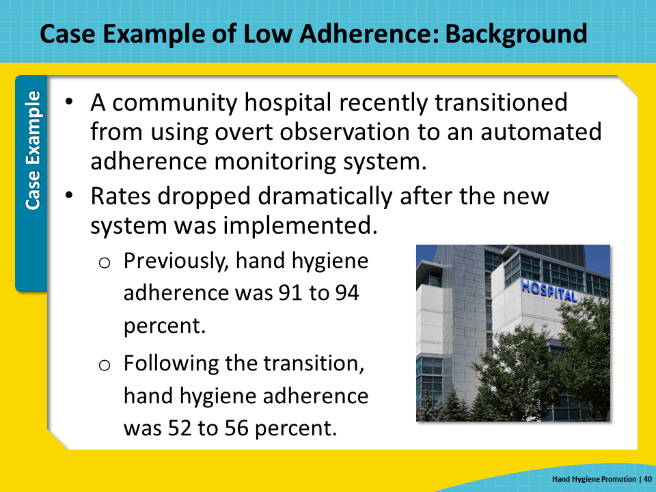 Case Example of Low Adherence: Background
Case Example
• A community hospital recently transitioned
from using overt observation to an automated
adherence monitoring system.
• Rates dropped dramatically after the new
system was implemented.
o Previously, hand hygiene
adherence was 91 to 94
percent.
o Following the transition,
hand hygiene adherence
was 52 to 56 percent.
HOSPITAL
Hand Hygiene Promotion | 40